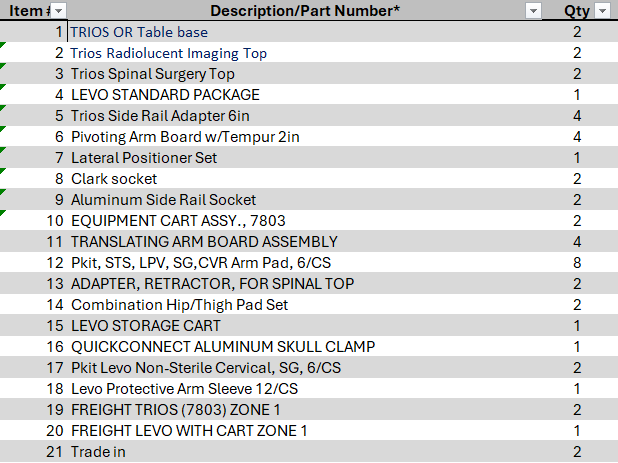 Item # Description/Part Number* Qty
1 TRIOS OR Table base 2
2 Trios Radiolucent Imaging Top 2
3 Trios Spinal Surgery Top 2
4 LEVO STANDARD PACKAGE 1
5 Trios Side Rail Adapter 6in 4
6 Pivoting Arm Board w/Tempur 2in 4
7 Lateral Positioner Set 1
8 Clark socket 2
9 Aluminum Side Rail Socket 2
10 EQUIPMENT CART ASSY., 7803 2
11 TRANSLATING ARM BOARD ASSEMBLY 4
12 Pkit, STS, LPV, SG,CVR Arm Pad, 6/CS 8
13 ADAPTER, RETRACTOR, FOR SPINAL TOP 2
14 Combination Hip/Thigh Pad Set 2
15 LEVO STORAGE CART 1
16 QUICKCONNECT ALUMINUM SKULL CLAMP 1
17 Pkit Levo Non-Sterile Cervical, SG, 6/CS 2
18 Levo Protective Arm Sleeve 12/CS 1
19 FREIGHT TRIOS (7803) ZONE 1 2
20 FREIGHT LEVO WITH CART ZONE 1 1
21 Trade in 2